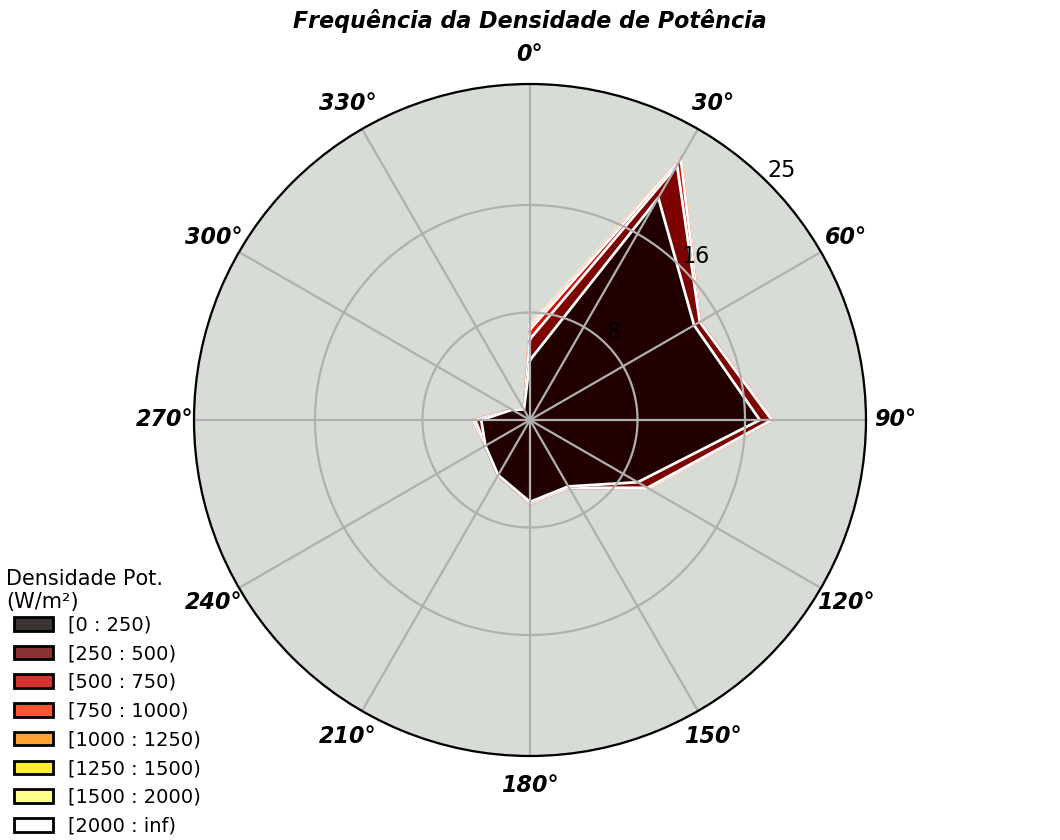 Frequência da Densidade de Potência
0°
330°
30°
25
300°
60°
16
8
270°
90°
Densidade Pot.
(W/m²)
240°
120°
[0 : 250)
[250 : 500)
[500 : 750)
[750 : 1000)
210°
150°
[1000 : 1250)
[1250 : 1500)
180°
[1500 : 2000)
[2000 : inf)